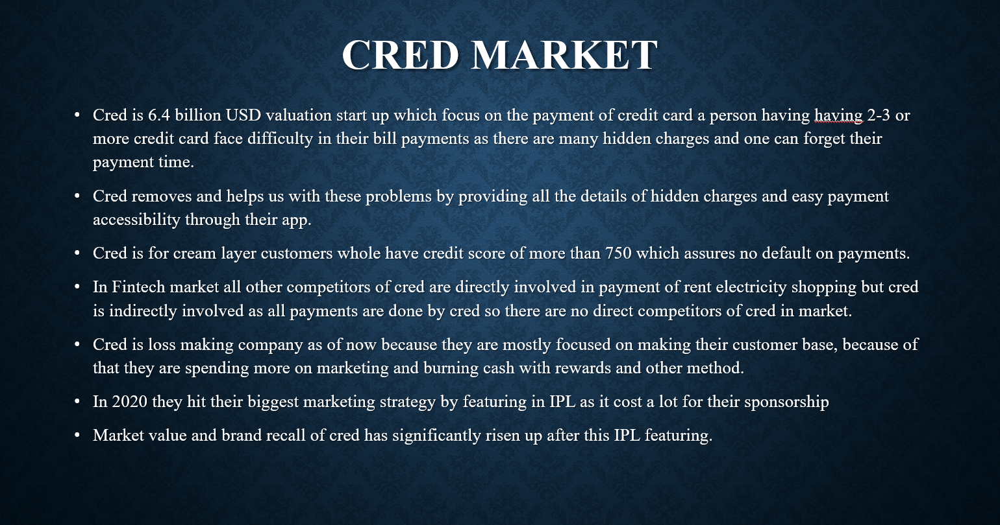 CRED MARKET
• Cred is 6.4 billion USD valuation start up which focus on the payment of credit card a person having having 2-3 or
more credit card face difficulty in their bill payments as there are many hidden charges and one can forget their
payment time.
• Cred removes and helps us with these problems by providing all the details of hidden charges and easy payment
accessibility through their app.
• Cred is for cream layer customers whole have credit score of more than 750 which assures no default on payments.
• In Fintech market all other competitors of cred are directly involved in payment of rent electricity shopping but cred
is indirectly involved as all payments are done by cred so there are no direct competitors of cred in market.
• Cred is loss making company as of now because they are mostly focused on making their customer base, because of
that they are spending more on marketing and burning cash with rewards and other method.
• In 2020 they hit their biggest marketing strategy by featuring in IPL as it cost a lot for their sponsorship
• Market value and brand recall of cred has significantly risen up after this IPL featuring.